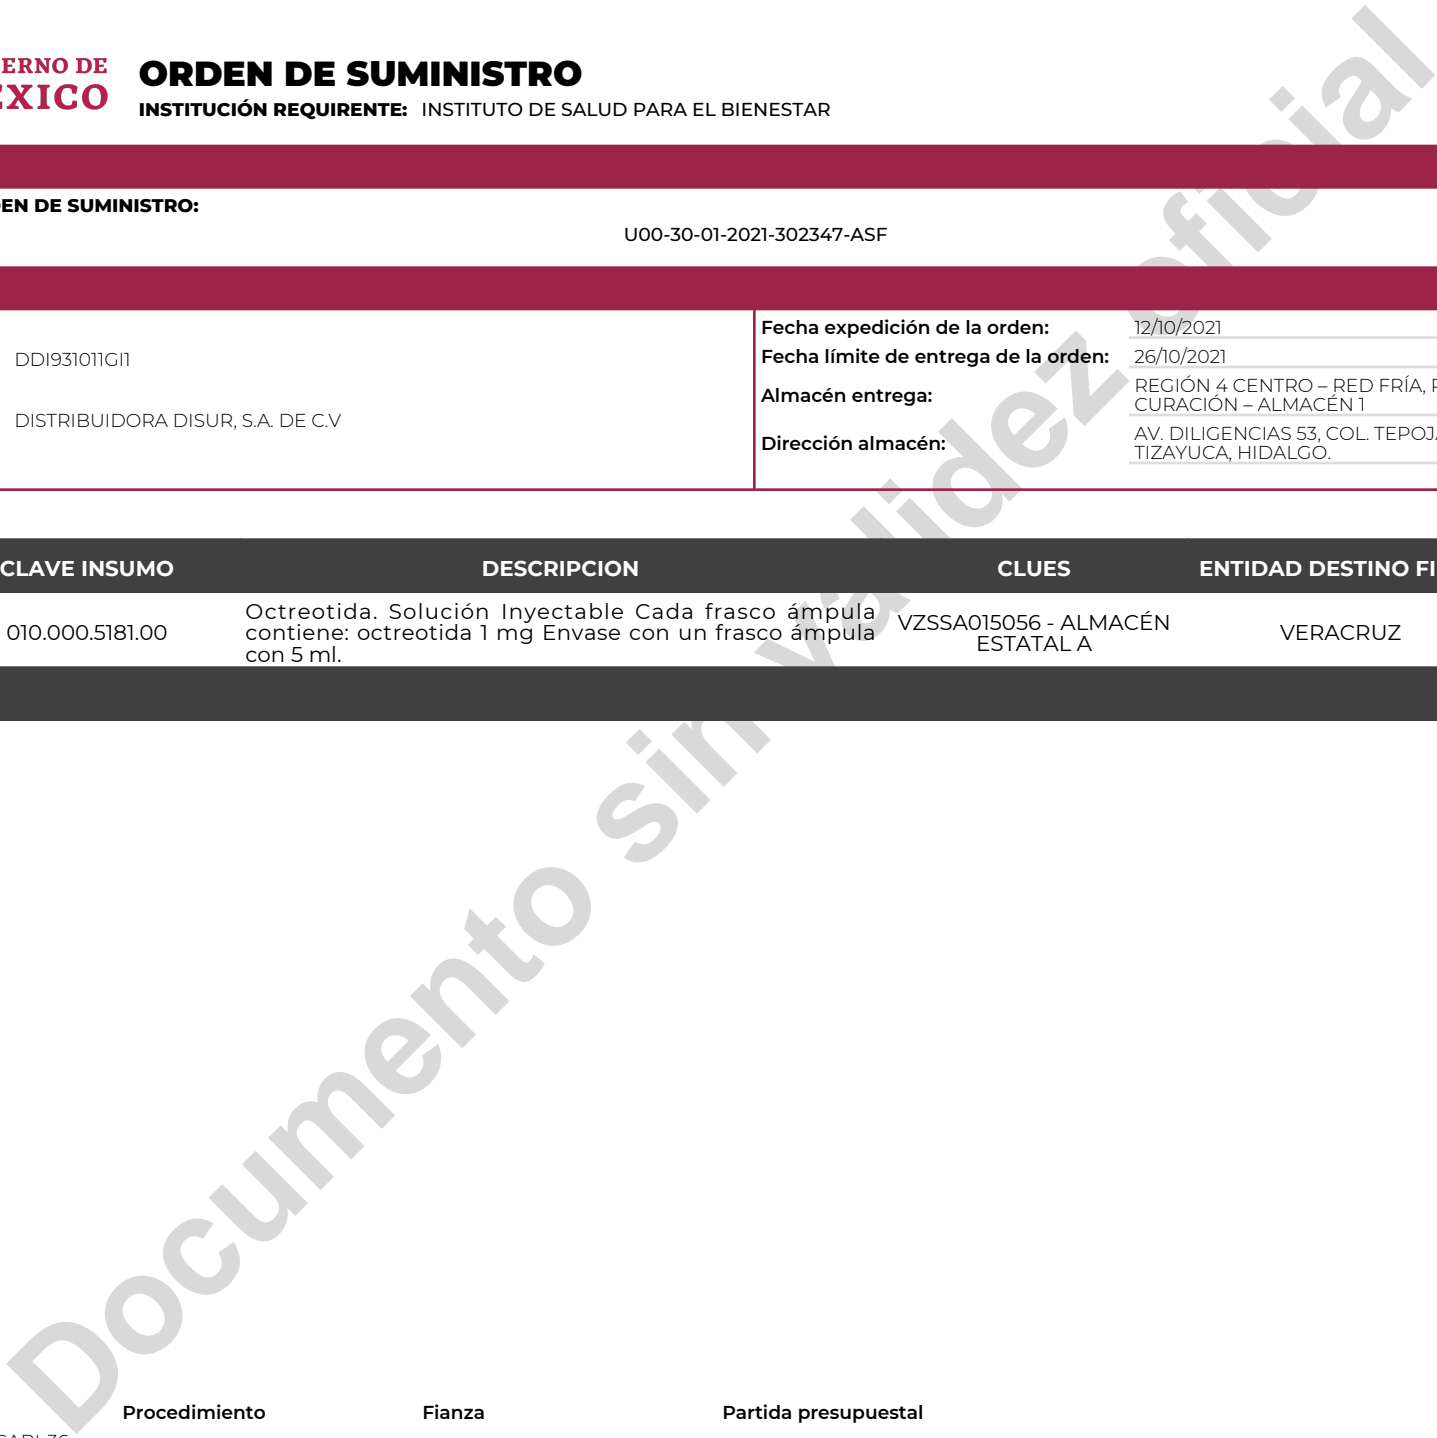 ERNO DE
EXICO
ORDEN DE SUMINISTRO
INSTITUCIÓN REQUIRENTE: INSTITUTO DE SALUD PARA EL BIENESTAR
EN DE SUMINISTRO:
U00-30-01-2021-302347-ASF
DDI931011GI1
DISTRIBUIDORA DISUR, S.A. DE C.V
Fecha expedición de la orden: 12/10/2021
Fecha límite de entrega de la orden: 26/10/2021
Almacén entrega: REGIÓN 4 CENTRO – RED FRÍA,
CURACIÓN – ALMACÉN 1
Dirección almacén: AV. DILIGENCIAS 53, COL. TEPOJ
TIZAYUCA, HIDALGO.
CLAVE INSUMO DESCRIPCION CLUES ENTIDAD DESTINO FI
010.000.5181.00
Octreotida. Solución Inyectable Cada frasco ámpula
contiene: octreotida 1 mg Envase con un frasco ámpula
con 5 ml.
VZSSA015056 - ALMACÉN
ESTATAL A
VERACRUZ
Documento sin validez oficial
Procedimiento Fianza Partida presupuestal